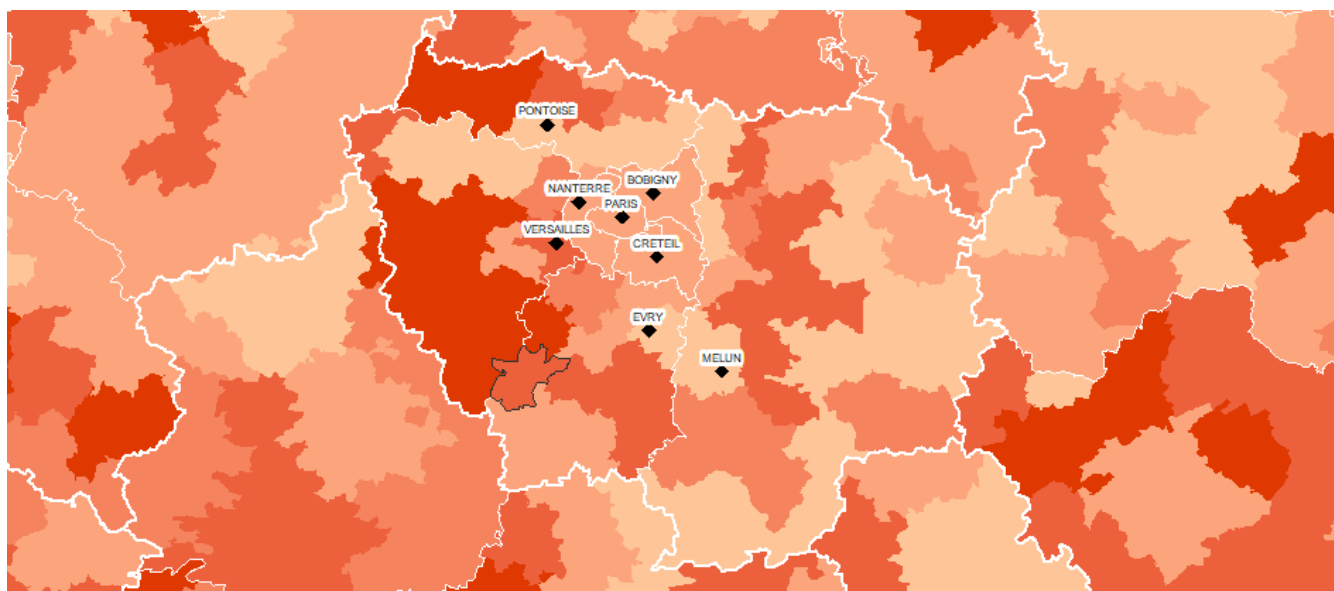 PONTOISE
BOBIGNY
NANTERRE
PARIS
VERSAILLES
CRETEIL
EVRY
MELUN